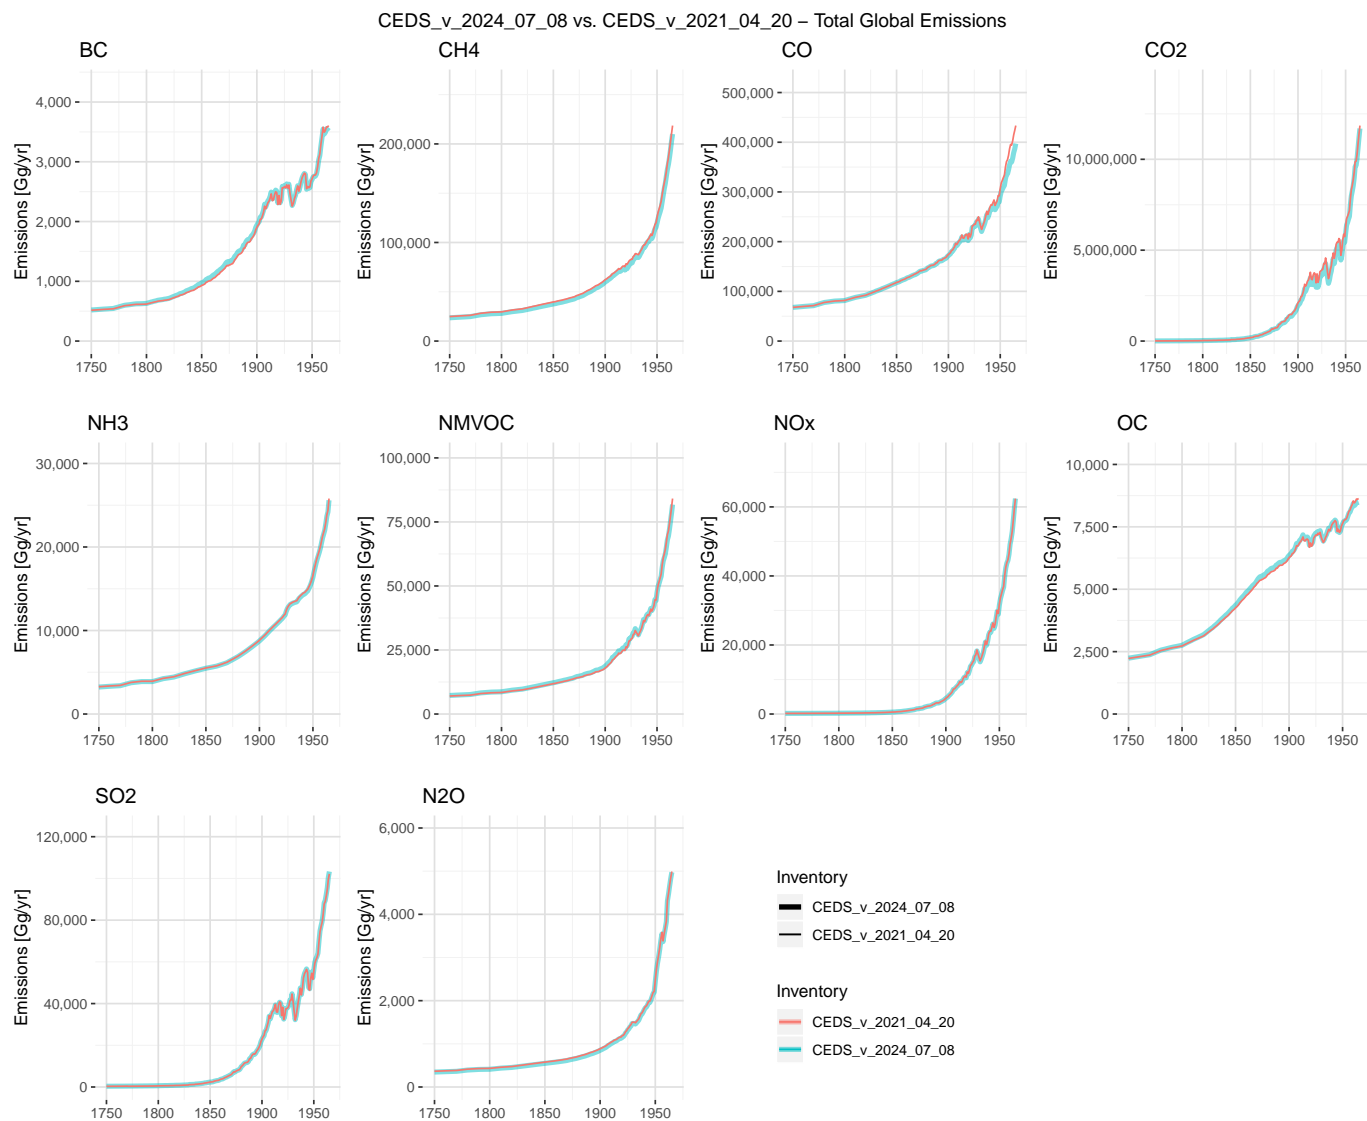 CEDS_v_2024_07_08 vs. CEDS_v_2021_04_20 – Total Global Emissions
BC
CH4
CO
CO2
Emissions [Gg/yr]
4,000
3,000
2,000
1,000
0
1750 1800 1850 1900 1950
Emissions [Gg/yr]
200,000
100,000
0
1750 1800 1850 1900 1950
Emissions [Gg/yr]
500,000
400,000
300,000
200,000
100,000
0
1750 1800 1850 1900 1950
Emissions [Gg/yr]
10,000,000
5,000,000
0
1750 1800 1850 1900 1950
NH3
NMVOC
NOx
OC
Emissions [Gg/yr]
30,000
20,000
10,000
0
1750 1800 1850 1900 1950
Emissions [Gg/yr]
100,000
75,000
50,000
25,000
0
1750 1800 1850 1900 1950
Emissions [Gg/yr]
60,000
40,000
20,000
0
1750 1800 1850 1900 1950
Emissions [Gg/yr]
10,000
7,500
5,000
2,500
0
1750 1800 1850 1900 1950
SO2
N2O
Emissions [Gg/yr]
120,000
80,000
40,000
0
1750 1800 1850 1900 1950
Emissions [Gg/yr]
6,000
4,000
2,000
0
1750 1800 1850 1900 1950
Inventory
CEDS_v_2024_07_08
CEDS_v_2021_04_20
Inventory
CEDS_v_2021_04_20
CEDS_v_2024_07_08